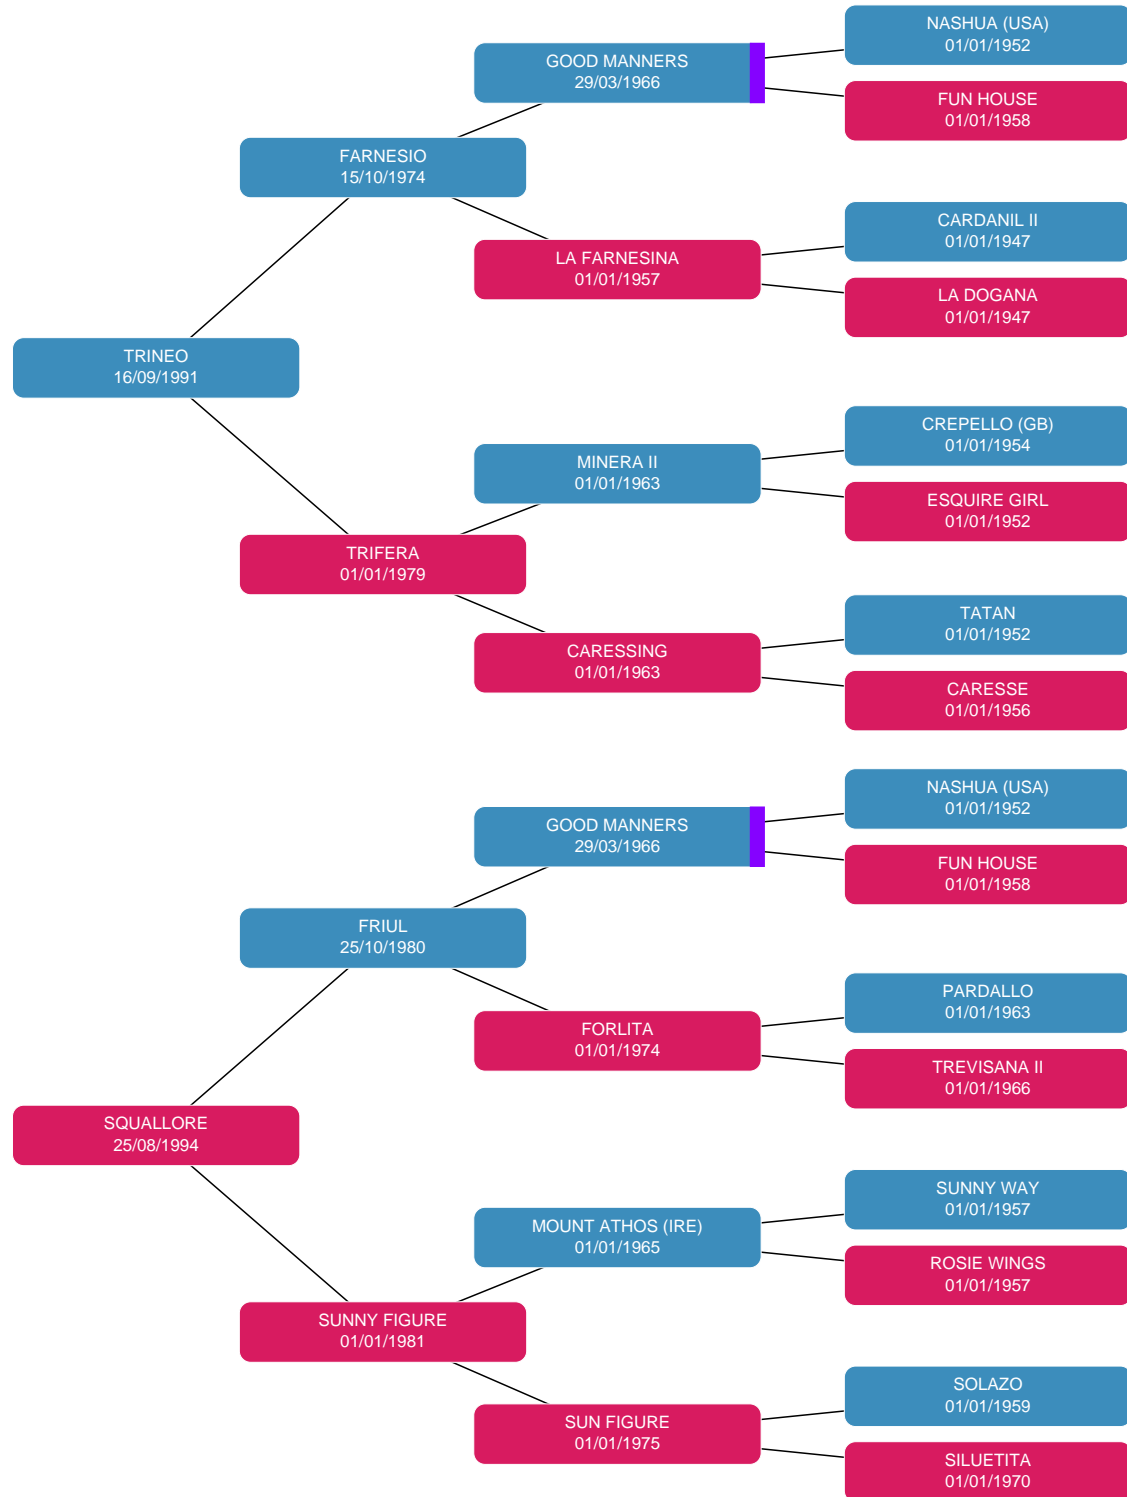 NASHUA (USA)
01/01/1952
GOOD MANNERS
29/03/1966
FUN HOUSE
01/01/1958
FARNESIO
15/10/1974
CARDANIL II
01/01/1947
LA FARNESINA
01/01/1957
LA DOGANA
01/01/1947
TRINEO
16/09/1991
CREPELLO (GB)
01/01/1954
MINERA II
01/01/1963
ESQUIRE GIRL
01/01/1952
TRIFERA
01/01/1979
TATAN
01/01/1952
CARESSING
01/01/1963
CARESSE
01/01/1956
NASHUA (USA)
01/01/1952
GOOD MANNERS
29/03/1966
FUN HOUSE
01/01/1958
FRIUL
25/10/1980
PARDALLO
01/01/1963
FORLITA
01/01/1974
TREVISANA II
01/01/1966
SQUALLORE
25/08/1994
SUNNY WAY
01/01/1957
MOUNT ATHOS (IRE)
01/01/1965
ROSIE WINGS
01/01/1957
SUNNY FIGURE
01/01/1981
SOLAZO
01/01/1959
SUN FIGURE
01/01/1975
SILUETITA
01/01/1970